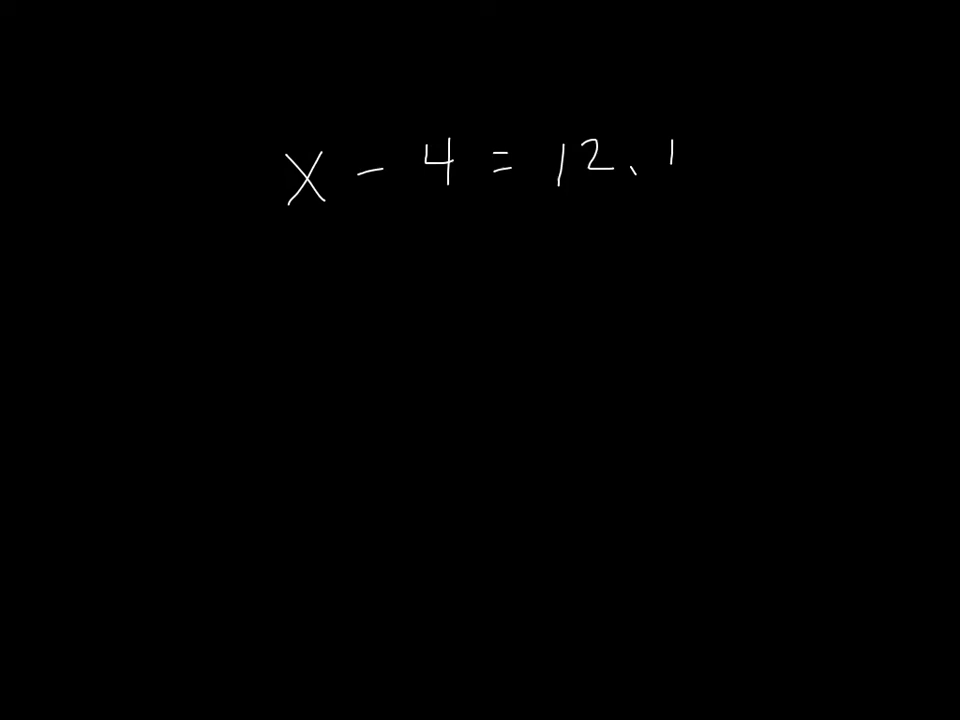 x - 4 = 12.1